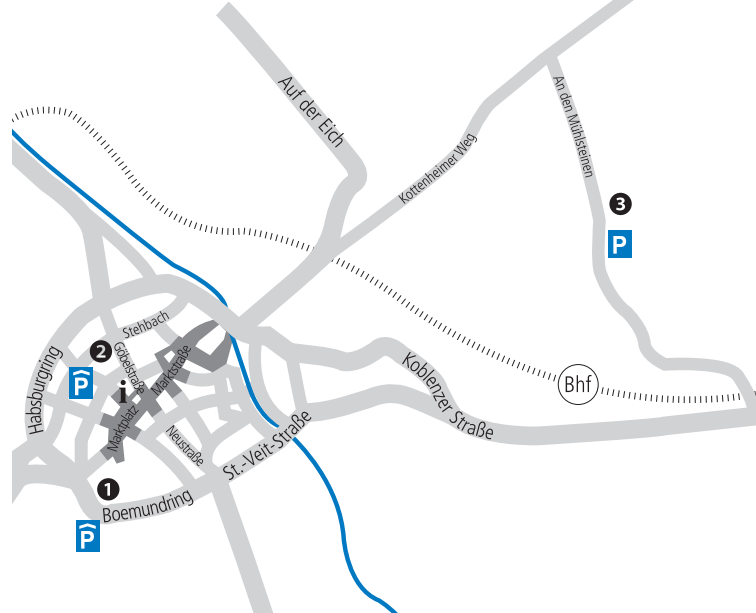 Auf der Eich
An den Mühlsteinen
Kottenheimer Weg
3
P
Stehbach
2
Göbelstraße
Marktstraße
Habsburgring
P
i
Koblenzer Straße
Bhf
Marktplatz
Neustraße
St.-Veit-Straße
1
Boemundring
P